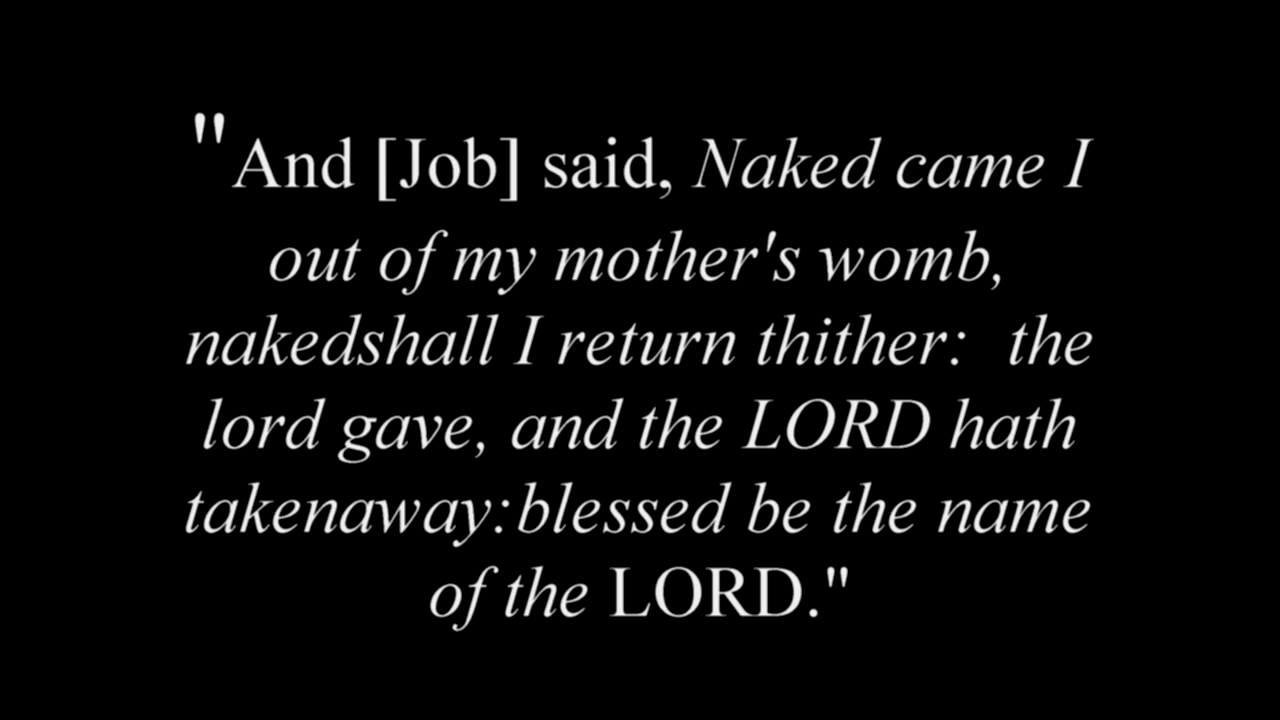 "And [Job] said, Naked came I
out of my mother's womb,
nakedshall I return thither:  the
lord gave, and the LORD hath
takenaway:blessed be the name
of the LORD."